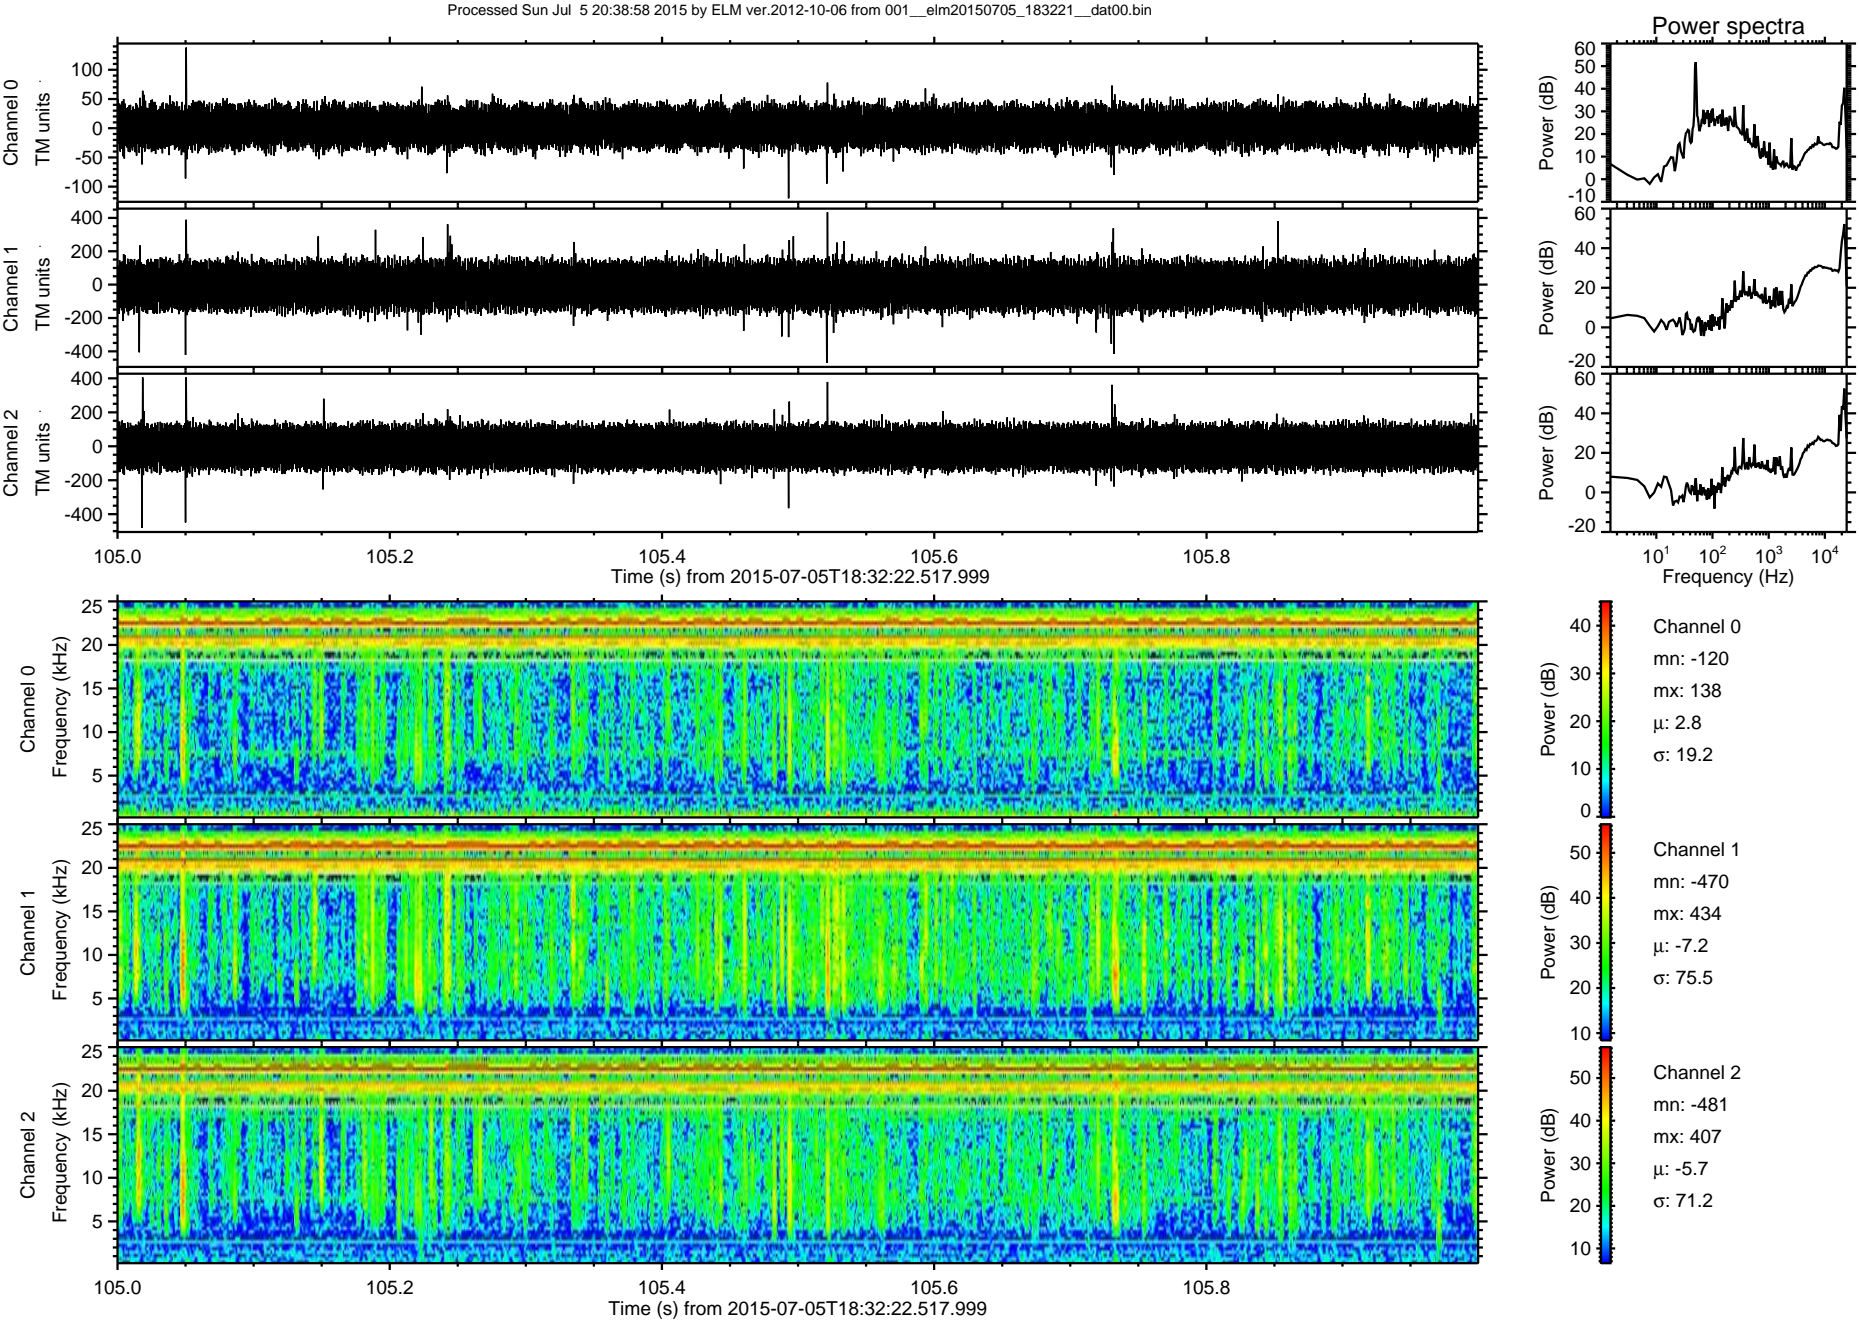 Processed Sun Jul  5 20:38:58 2015 by ELM ver.2012-10-06 from 001__elm20150705_183221__dat00.bin
Power spectra
Channel 0
TM units
100
50
0
-50
-100
Power (dB)
60
50
40
30
20
10
0
-10
Channel 1
TM units
400
200
0
-200
-400
Power (dB)
60
40
20
0
-20
Channel 2
TM units
400
200
0
-200
-400
Power (dB)
60
40
20
0
-20
105.0 105.2 105.4 105.6 105.8
Time (s) from 2015-07-05T18:32:22.517.999
10¹ 10² 10³ 10⁴
Frequency (Hz)
Channel 0
Frequency (kHz)
25
20
15
10
5
Power (dB)
40
30
20
10
0
Channel 0
mn: -120
mx: 138
µ: 2.8
σ: 19.2
Channel 1
Frequency (kHz)
25
20
15
10
5
Power (dB)
50
40
30
20
10
Channel 1
mn: -470
mx: 434
µ: -7.2
σ: 75.5
Channel 2
Frequency (kHz)
25
20
15
10
5
Power (dB)
50
40
30
20
10
Channel 2
mn: -481
mx: 407
µ: -5.7
σ: 71.2
105.0 105.2 105.4 105.6 105.8
Time (s) from 2015-07-05T18:32:22.517.999